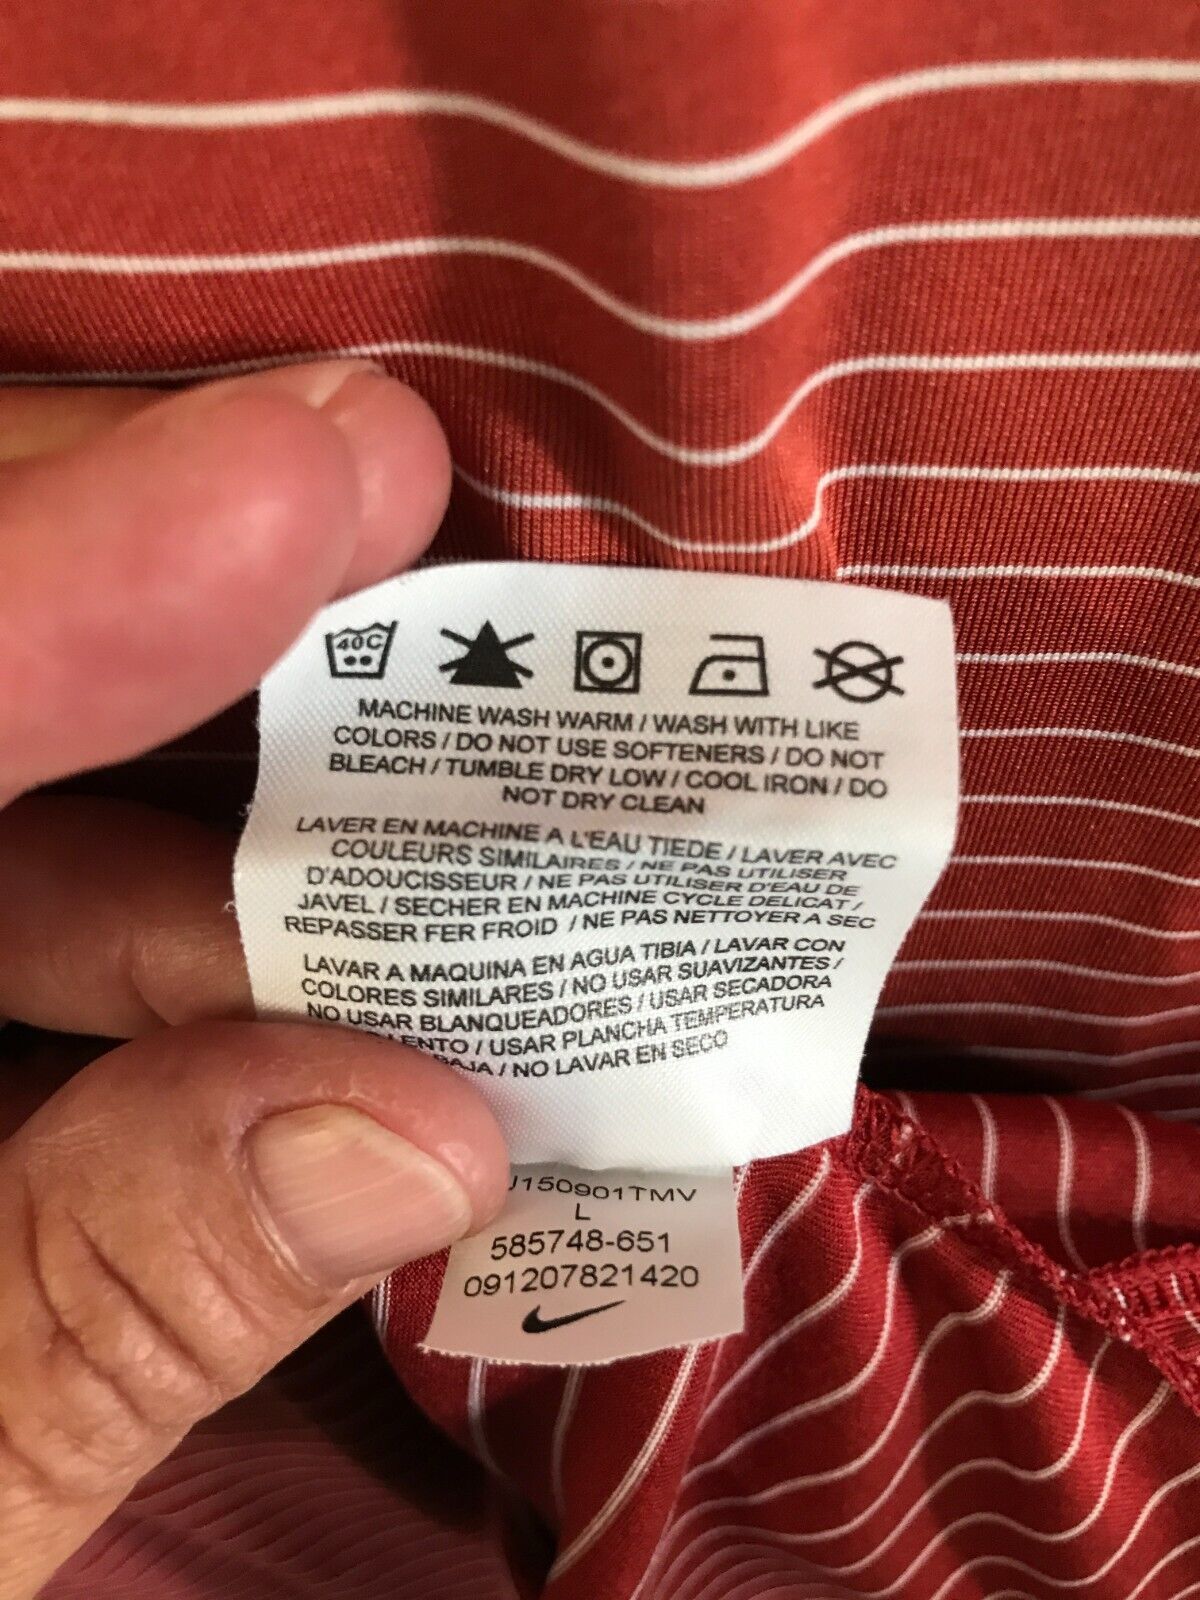 40C
MACHINE WASH WARM / WASH WITH LIKE
COLORS / DO NOT USE SOFTENERS / DO NOT
BLEACH / TUMBLE DRY LOW / COOL IRON / DO
NOT DRY CLEAN
LAVER EN MACHINE A L'EAU TIEDE / LAVER AVEC
COULEURS SIMILAIRES / NE PAS UTILISER
D'ADOUCISSEUR / NE PAS UTILISER D'EAU DE
JAVEL / SECHER EN MACHINE CYCLE DELICAT /
REPASSER FER FROID / NE PAS NETTOYER A SEC
LAVAR A MAQUINA EN AGUA TIBIA / LAVAR CON
COLORES SIMILARES / NO USAR SUAVIZANTES /
NO USAR BLANQUEADORES / USAR SECADORA
LENTO / USAR PLANCHA TEMPERATURA
BAJA / NO LAVAR EN SECO
J150901TMV
L
585748-651
091207821420